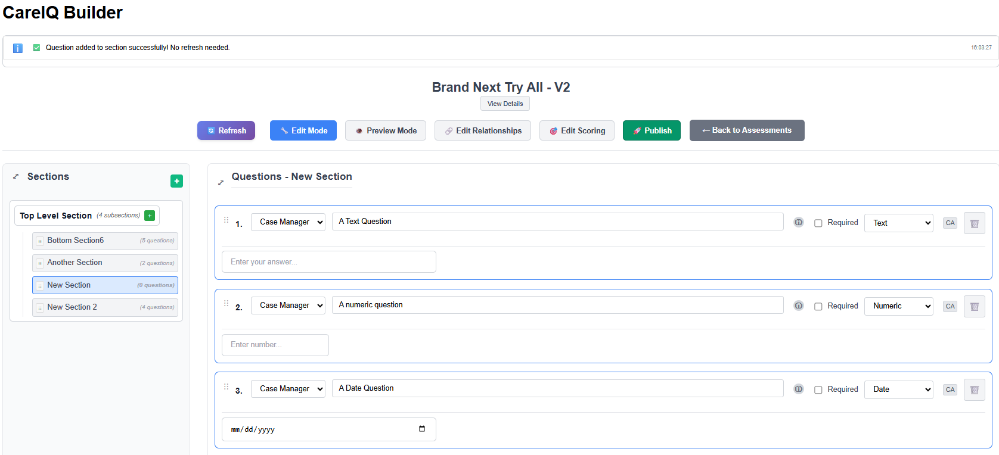 CareIQ Builder
Question added to section successfully! No refresh needed.
16:03:27
Brand Next Try All - V2
View Details
Refresh
Edit Mode
Preview Mode
Edit Relationships
Edit Scoring
Publish
← Back to Assessments
Sections
+
Top Level Section (4 subsections) +
Bottom Section6 (5 questions)
Another Section (2 questions)
New Section (0 questions)
New Section 2 (4 questions)
Questions - New Section
1. Case Manager A Text Question Required Text CA
Enter your answer...
2. Case Manager A numeric question Required Numeric CA
Enter number...
3. Case Manager A Date Question Required Date CA
mm/dd/yyyy